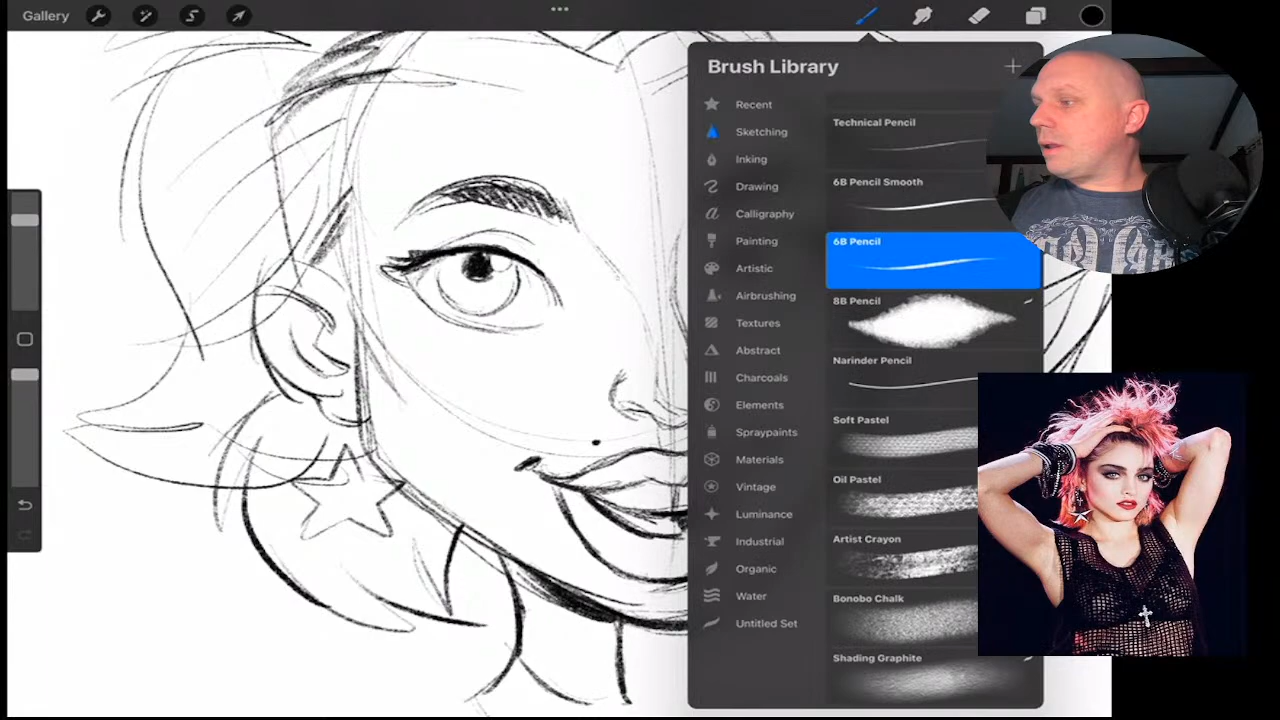 Gallery
Brush Library
Recent
Sketching
Inking
Drawing
Calligraphy
Painting
Artistic
Airbrushing
Textures
Abstract
Charcoals
Elements
Spraypaints
Materials
Vintage
Luminance
Industrial
Organic
Water
Untitled Set
Technical Pencil
6B Pencil Smooth
6B Pencil
8B Pencil
Narinder Pencil
Soft Pastel
Oil Pastel
Artist Crayon
Bonobo Chalk
Shading Graphite